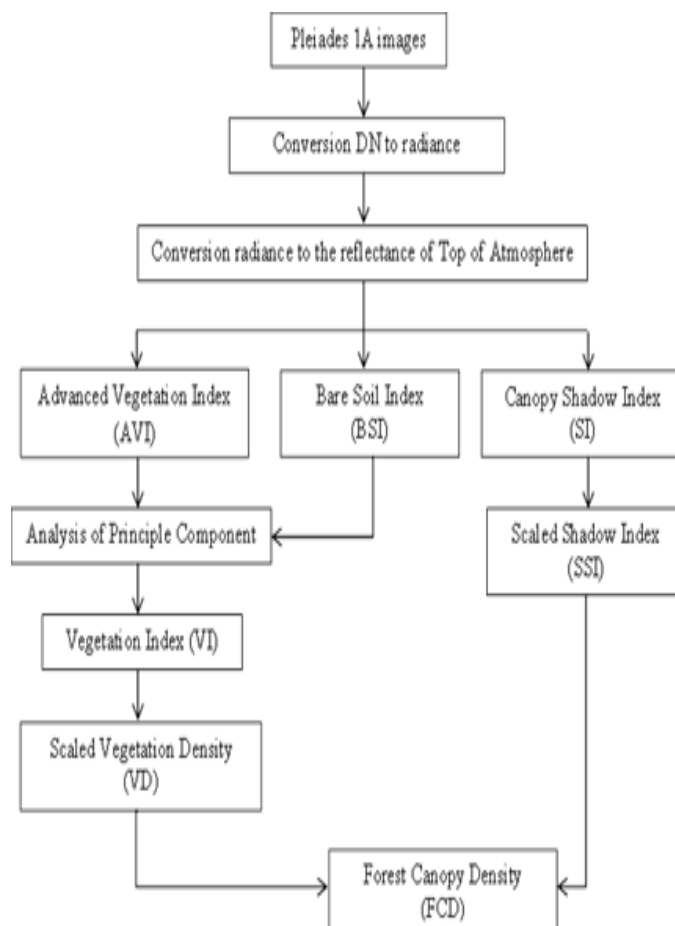 Pleiades 1A images
Conversion DN to radiance
Conversion radiance to the reflectance of Top of Atmosphere
Advanced Vegetation Index
(AVI)
Bare Soil Index
(BSI)
Canopy Shadow Index
(SI)
Analysis of Principle Component
Scaled Shadow Index
(SSI)
Vegetation Index (VI)
Scaled Vegetation Density
(VD)
Forest Canopy Density
(FCD)